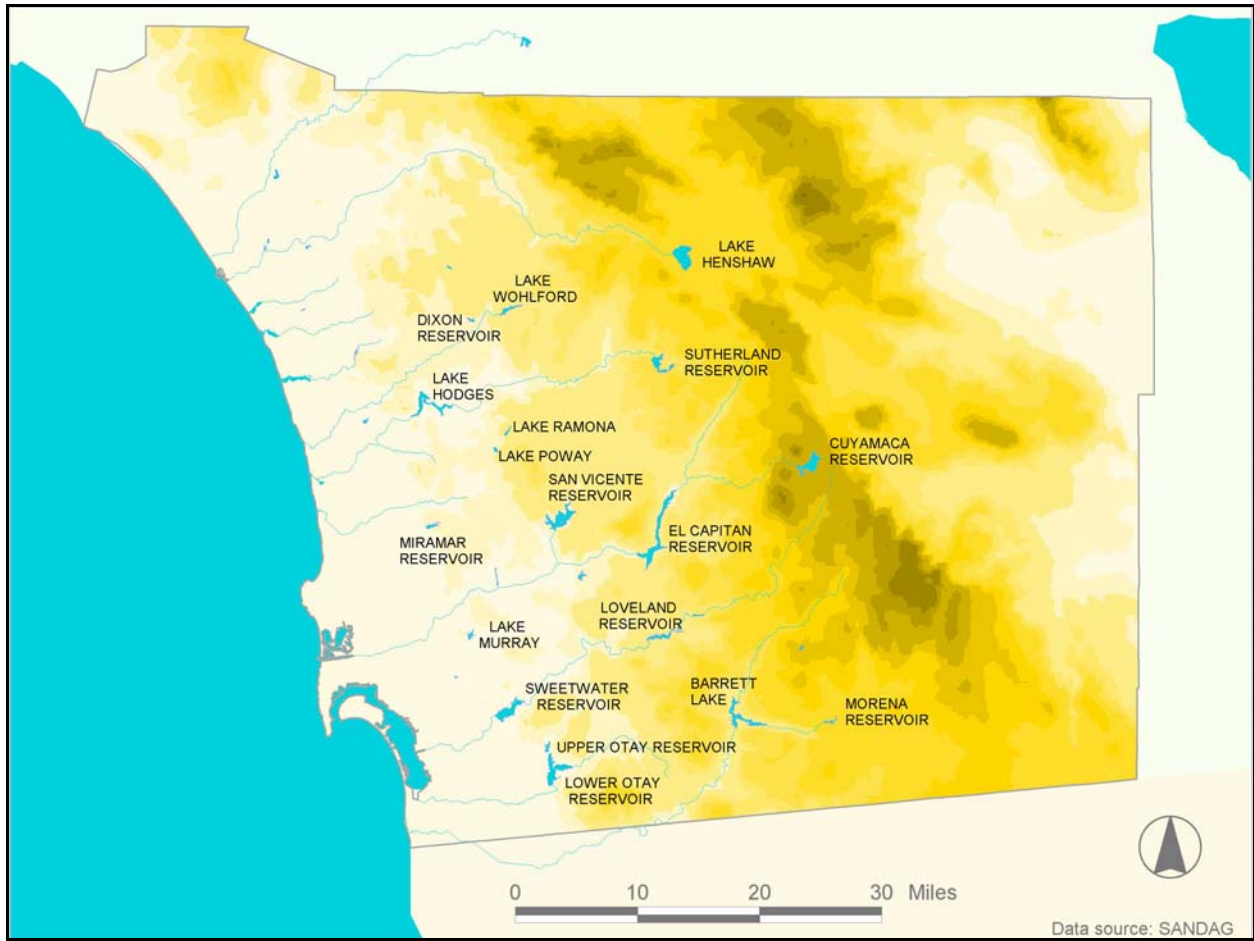 LAKE
HENSHAW
LAKE
WOHLFORD
DIXON
RESERVOIR
SUTHERLAND
RESERVOIR
LAKE
HODGES
LAKE RAMONA
CUYAMACA
RESERVOIR
LAKE POWAY
SAN VICENTE
RESERVOIR
EL CAPITAN
RESERVOIR
MIRAMAR
RESERVOIR
LOVELAND
RESERVOIR
LAKE
MURRAY
BARRETT
LAKE
SWEETWATER
RESERVOIR
MORENA
RESERVOIR
UPPER OTAY RESERVOIR
LOWER OTAY
RESERVOIR
0 10 20 30 Miles
Data source: SANDAG